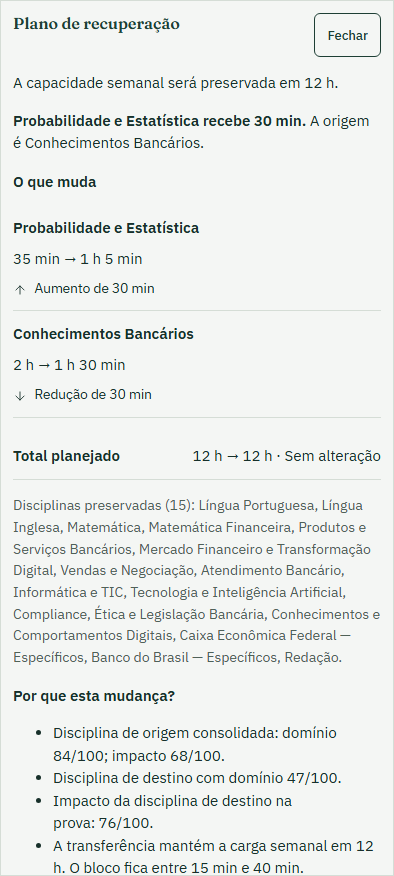 Plano de recuperação
Fechar
A capacidade semanal será preservada em 12 h.
Probabilidade e Estatística recebe 30 min. A origem
é Conhecimentos Bancários.
O que muda
Probabilidade e Estatística
35 min → 1 h 5 min
↑ Aumento de 30 min
Conhecimentos Bancários
2 h → 1 h 30 min
↓ Redução de 30 min
Total planejado 12 h → 12 h · Sem alteração
Disciplinas preservadas (15): Língua Portuguesa, Língua
Inglesa, Matemática, Matemática Financeira, Produtos e
Serviços Bancários, Mercado Financeiro e Transformação
Digital, Vendas e Negociação, Atendimento Bancário,
Informática e TIC, Tecnologia e Inteligência Artificial,
Compliance, Ética e Legislação Bancária, Conhecimentos e
Comportamentos Digitais, Caixa Econômica Federal —
Específicos, Banco do Brasil — Específicos, Redação.
Por que esta mudança?
• Disciplina de origem consolidada: domínio
84/100; impacto 68/100.
• Disciplina de destino com domínio 47/100.
• Impacto da disciplina de destino na
prova: 76/100.
• A transferência mantém a carga semanal em 12
h. O bloco fica entre 15 min e 40 min.